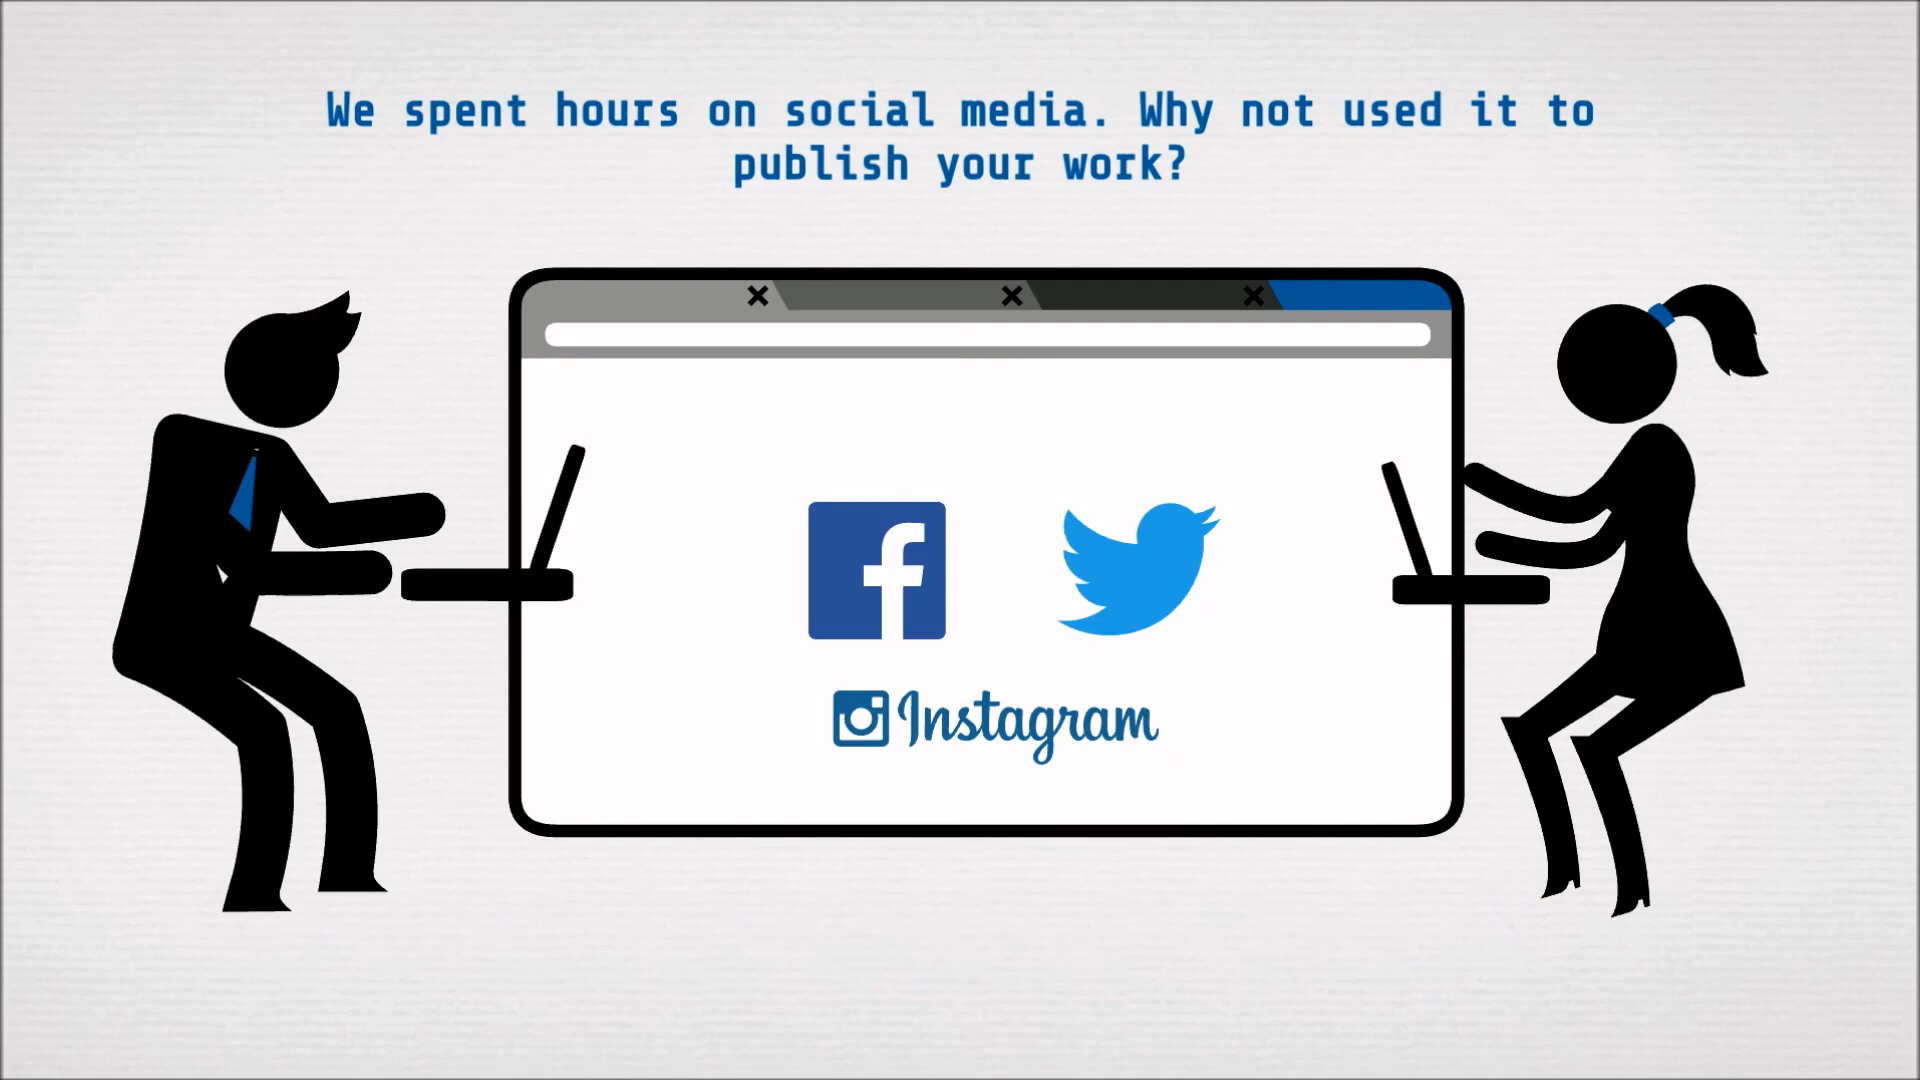 We spent hours on social media. Why not used it to
publish your work?
f
Instagram